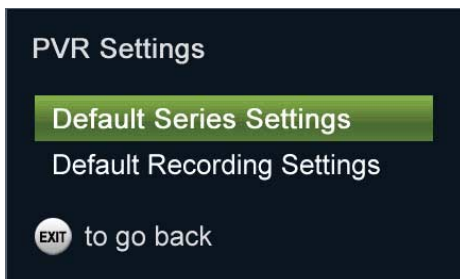 PVR Settings
Default Series Settings
Default Recording Settings
EXIT to go back